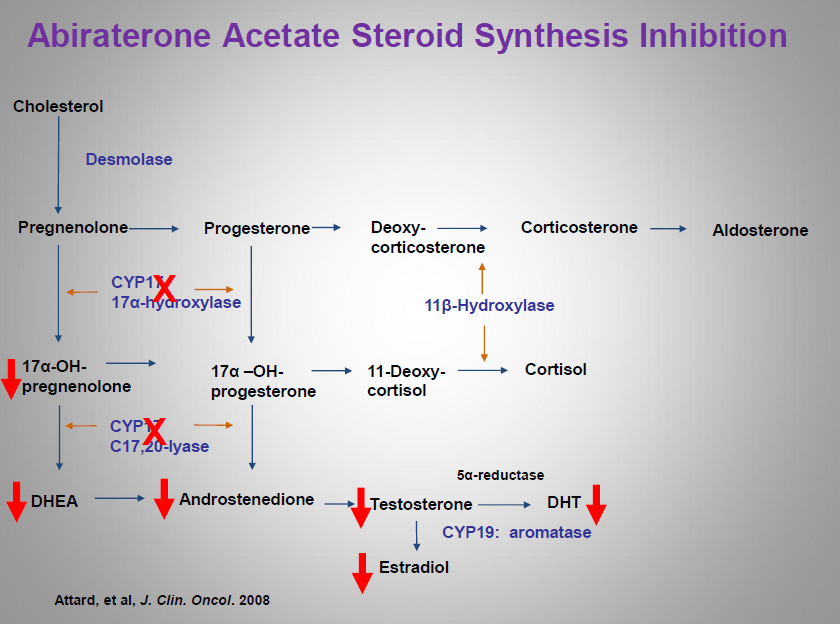 Abiraterone Acetate Steroid Synthesis Inhibition
Cholesterol
Desmolase
Pregnenolone
Progesterone
Deoxy-
corticosterone
Corticosterone
Aldosterone
CYP17
17α-hydroxylase
11β-Hydroxylase
17α-OH-
pregnenolone
17α –OH-
progesterone
11-Deoxy-
cortisol
Cortisol
CYP17
C17,20-lyase
5α-reductase
DHEA
Androstenedione
Testosterone
DHT
CYP19: aromatase
Estradiol
Attard, et al, J. Clin. Oncol. 2008